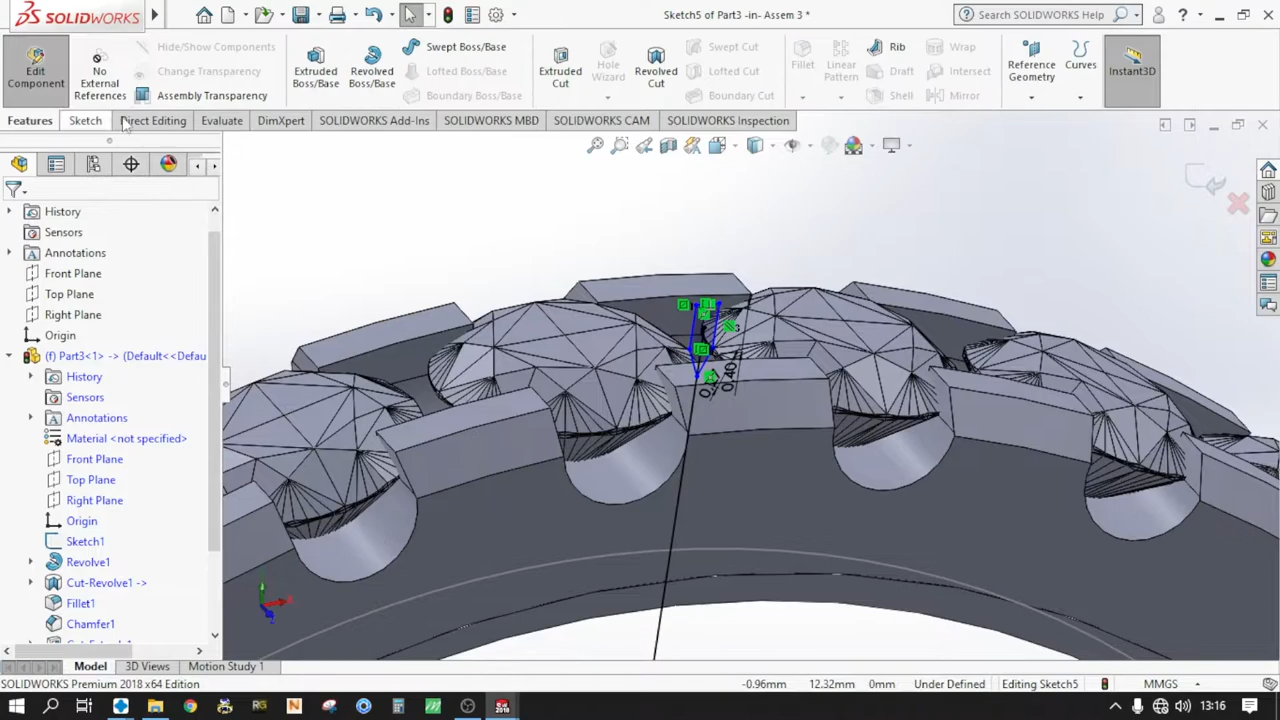 SOLIDWORKS
Sketch5 of Part3 -in- Assem 3 *
Search SOLIDWORKS Help
Edit Component
No External References
Hide/Show Components
Change Transparency
Assembly Transparency
Extruded Boss/Base
Revolved Boss/Base
Swept Boss/Base
Lofted Boss/Base
Boundary Boss/Base
Extruded Cut
Hole Wizard
Revolved Cut
Swept Cut
Lofted Cut
Boundary Cut
Fillet
Linear Pattern
Rib
Draft
Shell
Wrap
Intersect
Mirror
Reference Geometry
Curves
Instant3D
Features Sketch Direct Editing Evaluate DimXpert SOLIDWORKS Add-Ins SOLIDWORKS MBD SOLIDWORKS CAM SOLIDWORKS Inspection
History
Sensors
Annotations
Front Plane
Top Plane
Right Plane
Origin
(f) Part3<1> -> (Default<<Defau
History
Sensors
Annotations
Material <not specified>
Front Plane
Top Plane
Right Plane
Origin
Sketch1
Revolve1
Cut-Revolve1 ->
Fillet1
Chamfer1
0.40
Model 3D Views Motion Study 1
SOLIDWORKS Premium 2018 x64 Edition
-0.96mm 12.32mm 0mm Under Defined Editing Sketch5 MMGS
13:16